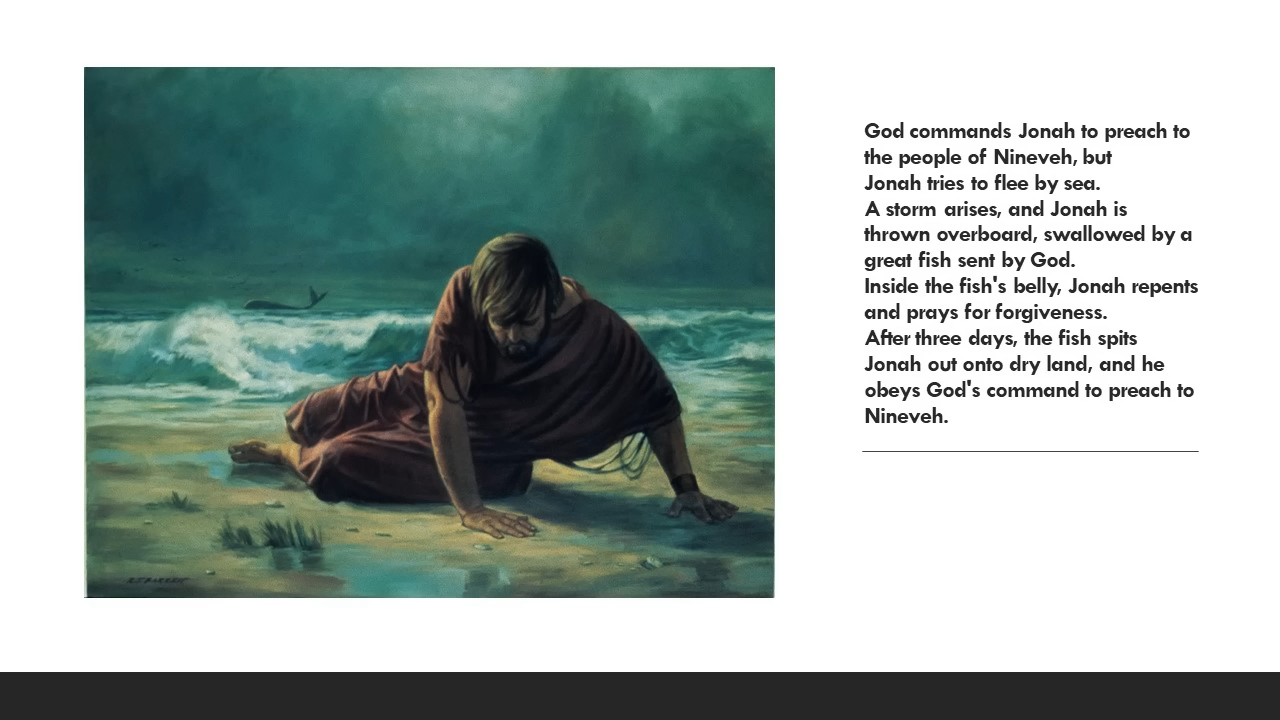 God commands Jonah to preach to
the people of Nineveh, but
Jonah tries to flee by sea.
A storm arises, and Jonah is
thrown overboard, swallowed by a
great fish sent by God.
Inside the fish's belly, Jonah repents
and prays for forgiveness.
After three days, the fish spits
Jonah out onto dry land, and he
obeys God's command to preach to
Nineveh.